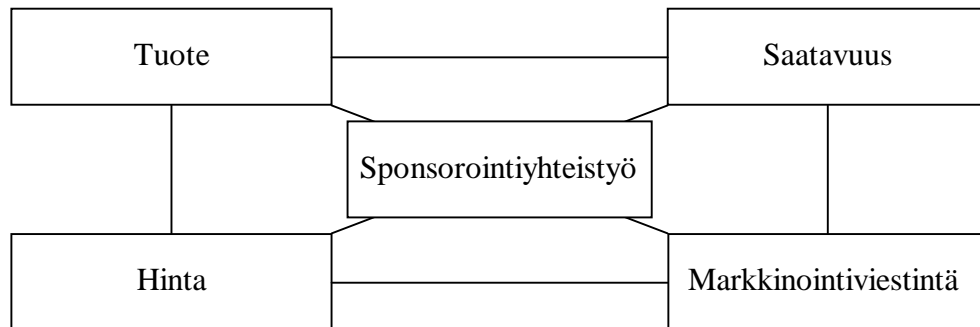 Tuote
Saatavuus
Sponsorointiyhteistyö
Hinta
Markkinointiviestintä